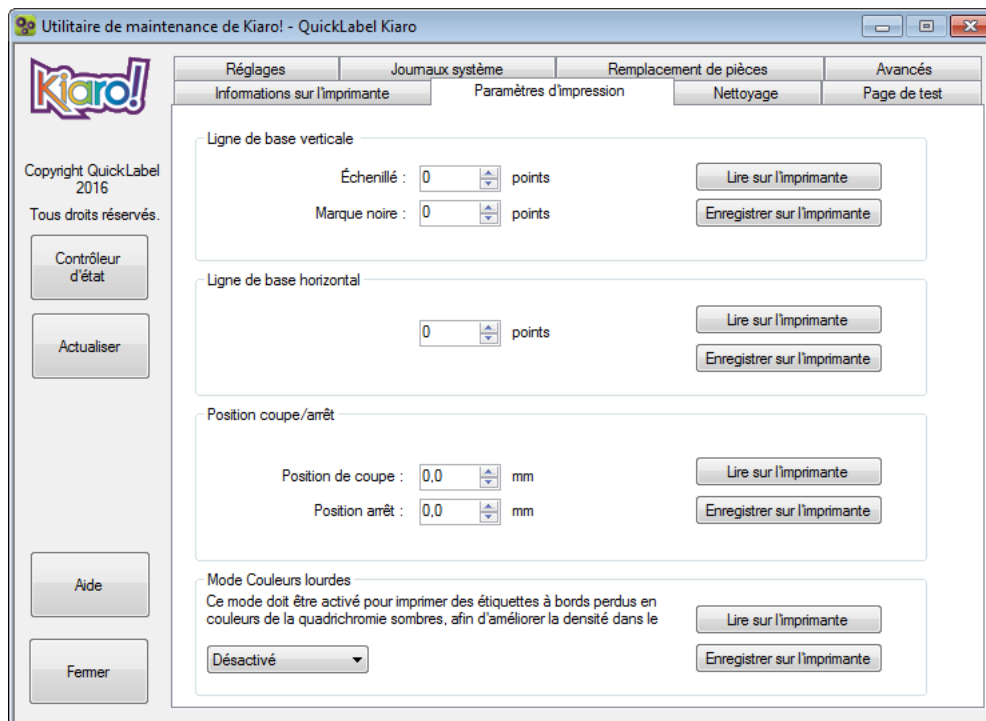 Utilitaire de maintenance de Kiaro! - QuickLabel Kiaro
Kiaro!
Copyright QuickLabel
2016
Tous droits réservés.
Contrôleur
d'état
Actualiser
Aide
Fermer
Réglages
Journaux système
Remplacement de pièces
Avancés
Informations sur l'imprimante
Paramètres d'impression
Nettoyage
Page de test
Ligne de base verticale
Échenillé : 0 points
Lire sur l'imprimante
Marque noire : 0 points
Enregistrer sur l'imprimante
Ligne de base horizontal
0 points
Lire sur l'imprimante
Enregistrer sur l'imprimante
Position coupe/arrêt
Position de coupe : 0,0 mm
Lire sur l'imprimante
Position arrêt : 0,0 mm
Enregistrer sur l'imprimante
Mode Couleurs lourdes
Ce mode doit être activé pour imprimer des étiquettes à bords perdus en
couleurs de la quadrichromie sombres, afin d'améliorer la densité dans le
Lire sur l'imprimante
Désactivé
Enregistrer sur l'imprimante